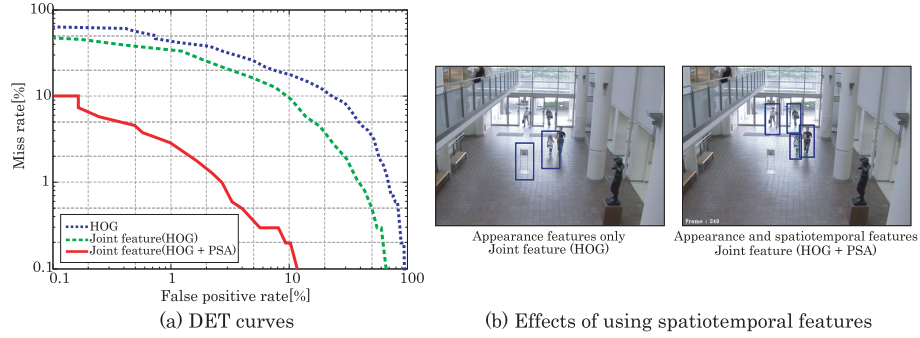 100
10
1
0.1
Miss rate[%]
HOG
Joint feature(HOG)
Joint feature(HOG + PSA)
0.1
1
10
100
False positive rate[%]
(a) DET curves
Frame : 249
Appearance features only
Joint feature (HOG)
Appearance and spatiotemporal features
Joint feature (HOG + PSA)
(b) Effects of using spatiotemporal features